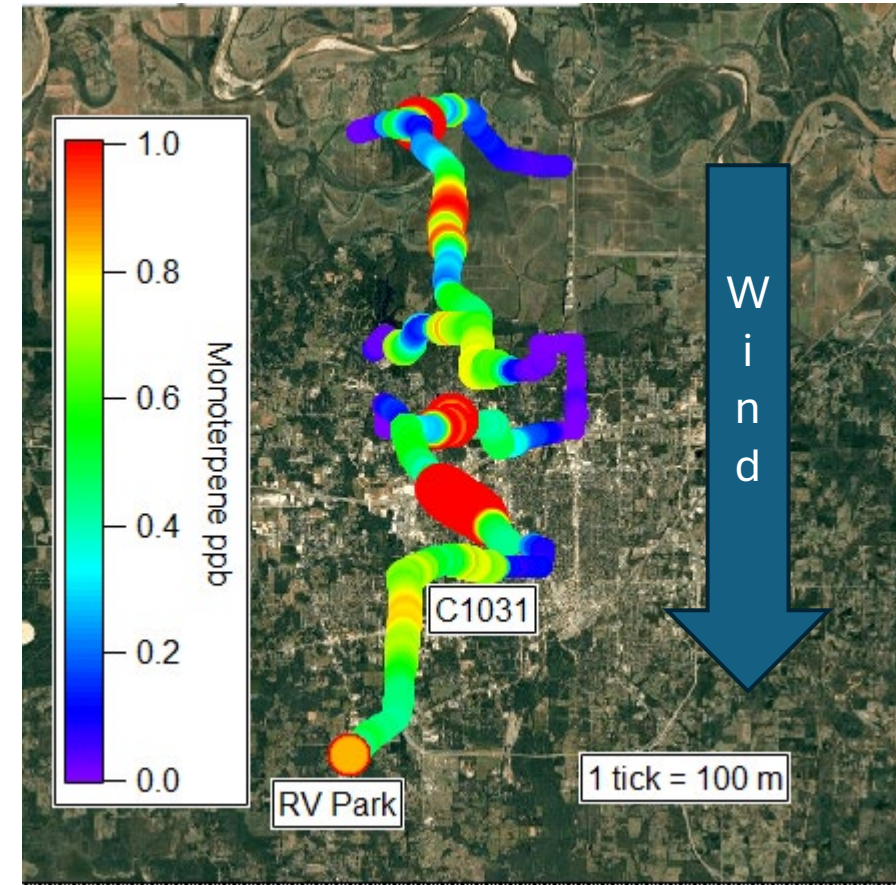 1.0
0.8
0.6
0.4
0.2
0.0
Monoterpene ppb
W
i
n
d
C1031
RV Park
1 tick = 100 m